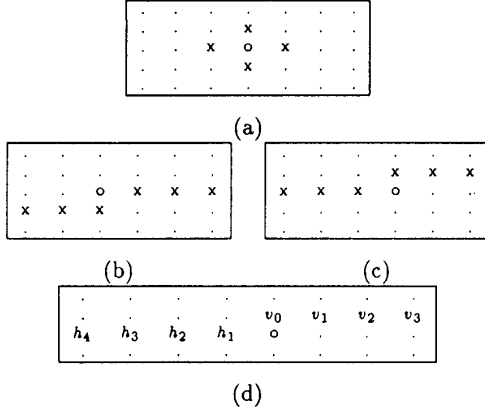 x
x o x
x
(a)
o x x x
x x x
(b)
x x x
x x x o
(c)
v₀ v₁ v₂ v₃
h₄ h₃ h₂ h₁ o
(d)